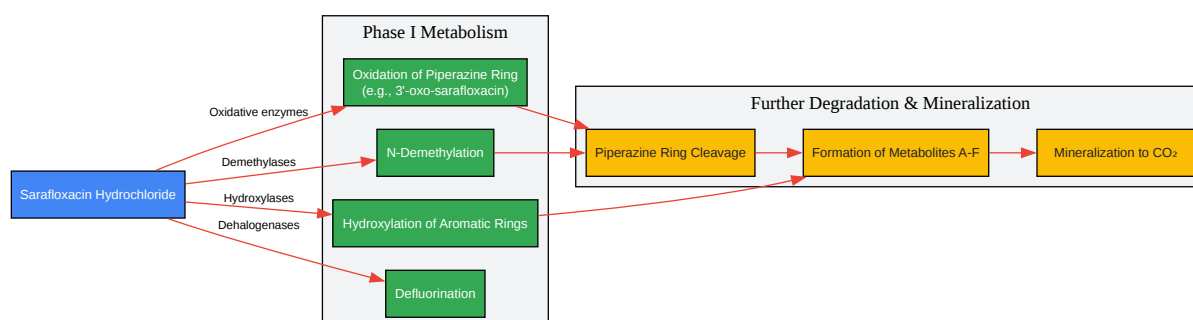 Phase I Metabolism
Oxidation of Piperazine Ring
(e.g., 3'-oxo-sarafloxacin)
Further Degradation & Mineralization
Oxidative enzymes
N-Demethylation
Piperazine Ring Cleavage
Formation of Metabolites A-F
Mineralization to CO₂
Demethylases
Sarafloxacin Hydrochloride
Hydroxylases
Hydroxylation of Aromatic Rings
Dehalogenases
Defluorination